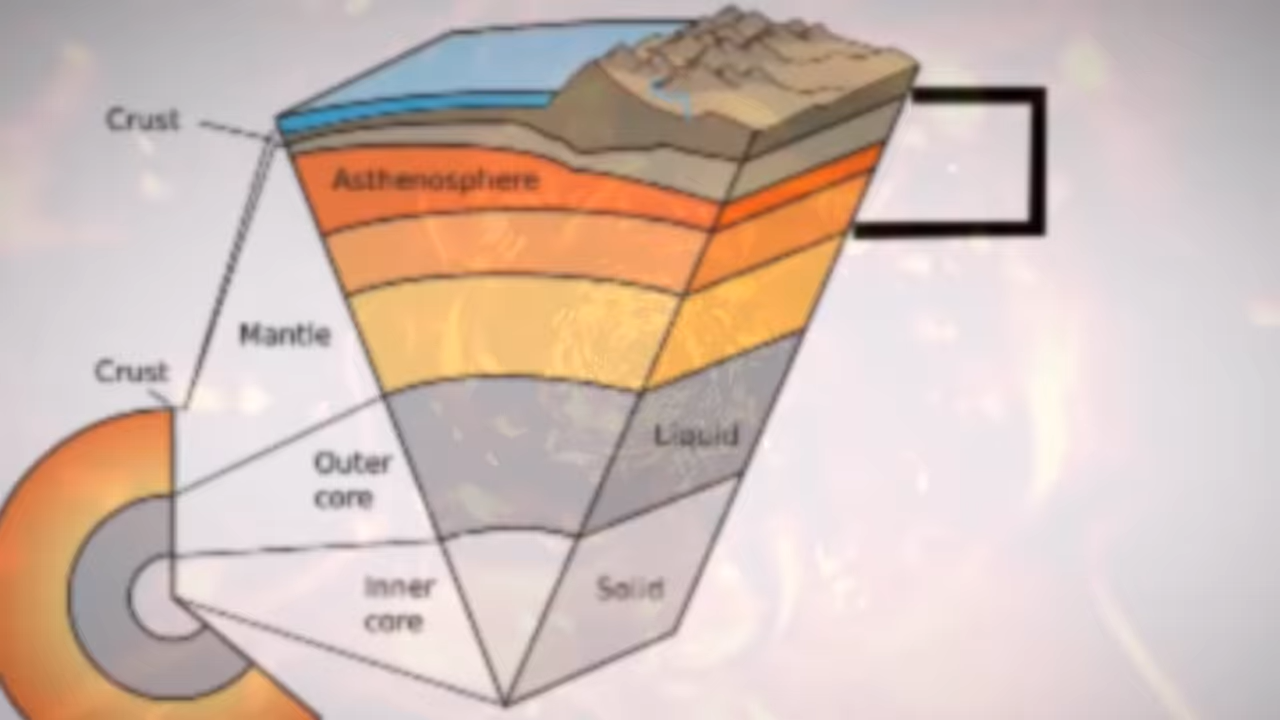 Crust
Asthenosphere
Mantle
Crust
Liquid
Outer
core
Inner
core
Solid